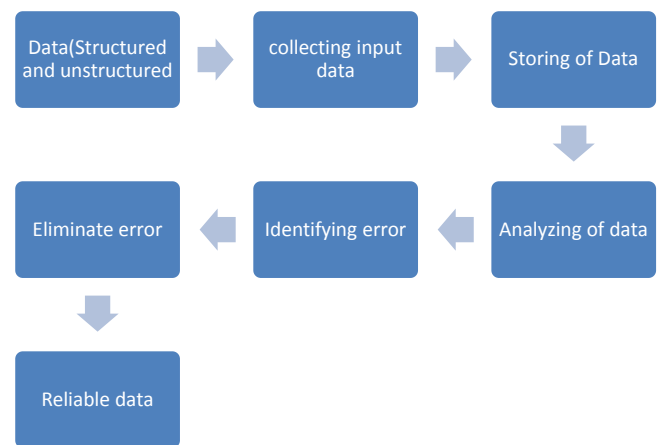 Data(Structured
and unstructured
collecting input
data
Storing of Data
Analyzing of data
Identifying error
Eliminate error
Reliable data